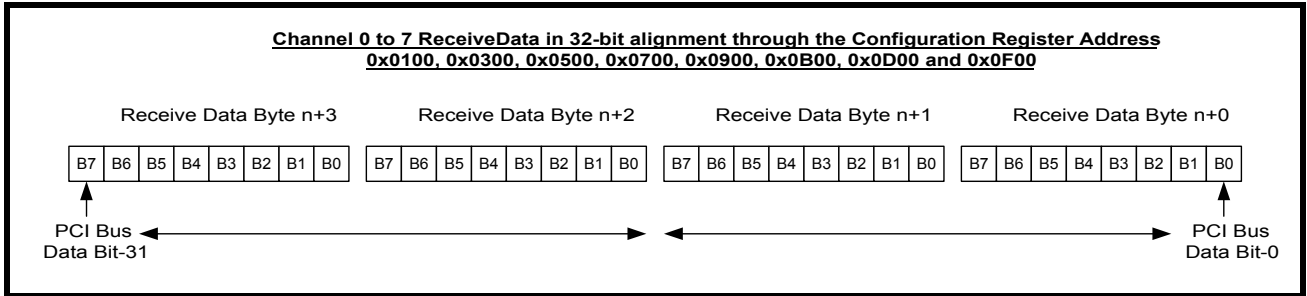 Channel 0 to 7 ReceiveData in 32-bit alignment through the Configuration Register Address
0x0100, 0x0300, 0x0500, 0x0700, 0x0900, 0x0B00, 0x0D00 and 0x0F00
Receive Data Byte n+3 Receive Data Byte n+2 Receive Data Byte n+1 Receive Data Byte n+0
B7 B6 B5 B4 B3 B2 B1 B0 B7 B6 B5 B4 B3 B2 B1 B0 B7 B6 B5 B4 B3 B2 B1 B0 B7 B6 B5 B4 B3 B2 B1 B0
PCI Bus PCI Bus
Data Bit-31 Data Bit-0